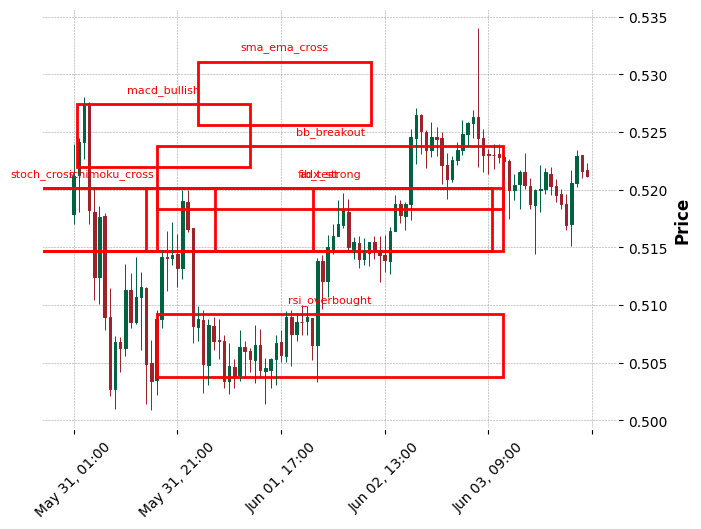 0.535
sma_ema_cross
0.530
macd_bullish
0.525
bb_breakout
0.520
0.515
0.510
rsi_overbought
0.505
0.500
Price
May 31, 01:00
May 31, 21:00
Jun 01, 17:00
Jun 02, 13:00
Jun 03, 09:00